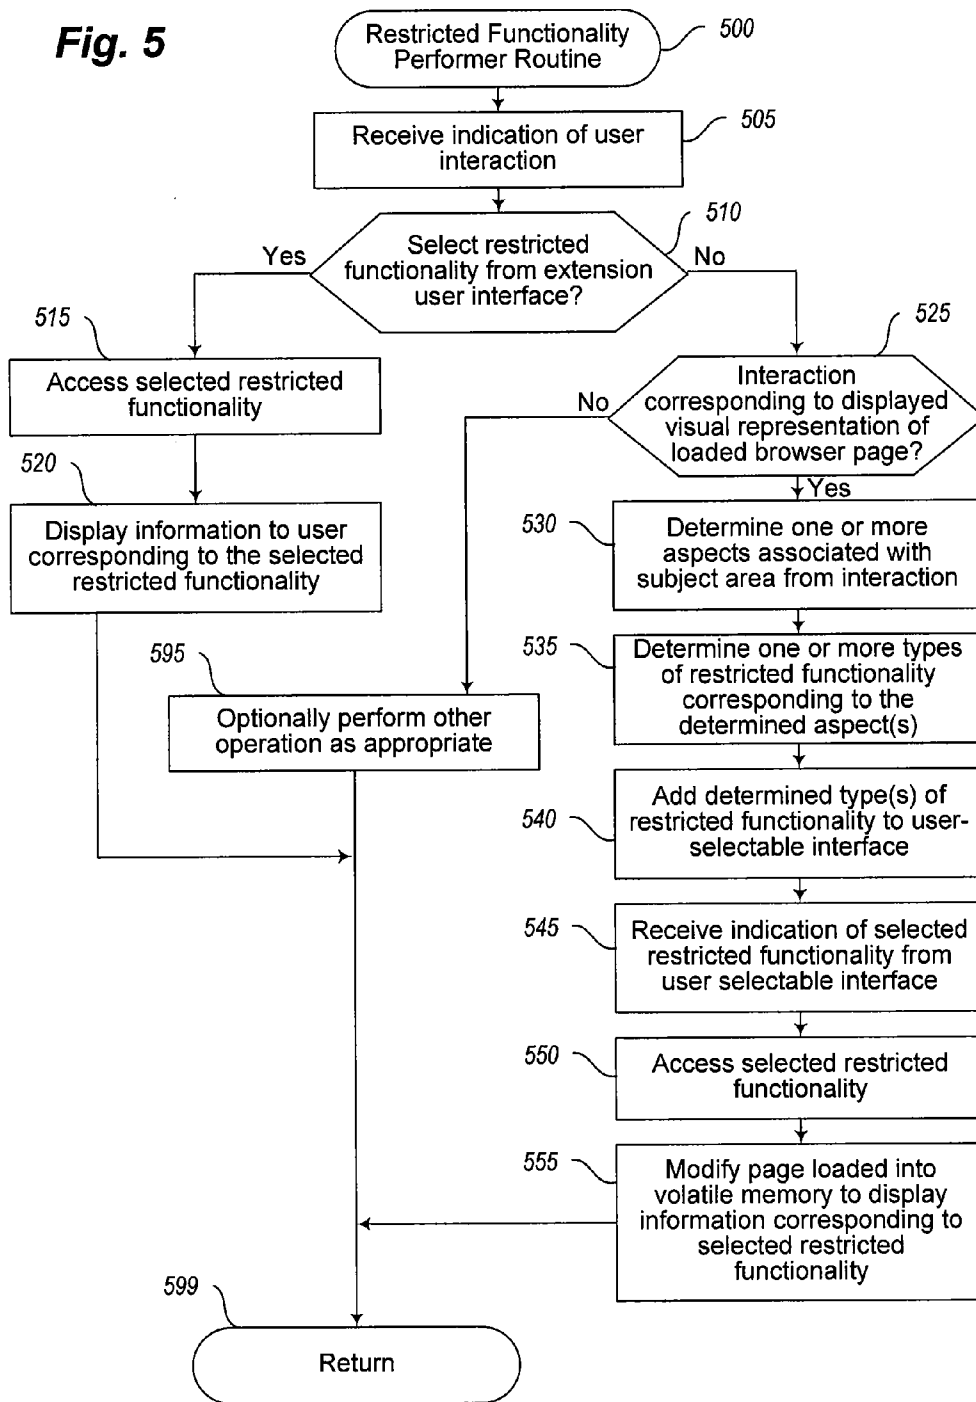 Fig. 5
Restricted Functionality
Performer Routine
500
Receive indication of user
interaction
505
Select restricted
functionality from extension
user interface?
510
Yes
No
515
Access selected restricted
functionality
520
Display information to user
corresponding to the selected
restricted functionality
525
Interaction
corresponding to displayed
visual representation of
loaded browser page?
No
Yes
530
Determine one or more
aspects associated with
subject area from interaction
535
Determine one or more types
of restricted functionality
corresponding to the
determined aspect(s)
595
Optionally perform other
operation as appropriate
540
Add determined type(s) of
restricted functionality to user-
selectable interface
545
Receive indication of selected
restricted functionality from
user selectable interface
550
Access selected restricted
functionality
555
Modify page loaded into
volatile memory to display
information corresponding to
selected restricted
functionality
599
Return